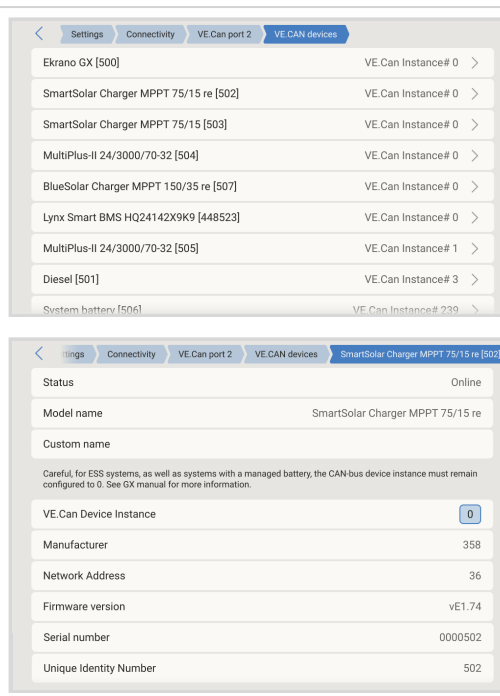 Settings Connectivity VE.Can port 2 VE.CAN devices
Ekrano GX [500] VE.Can Instance# 0
SmartSolar Charger MPPT 75/15 re [502] VE.Can Instance# 0
SmartSolar Charger MPPT 75/15 [503] VE.Can Instance# 0
MultiPlus-II 24/3000/70-32 [504] VE.Can Instance# 0
BlueSolar Charger MPPT 150/35 re [507] VE.Can Instance# 0
Lynx Smart BMS HQ24142X9K9 [448523] VE.Can Instance# 0
MultiPlus-II 24/3000/70-32 [505] VE.Can Instance# 1
Diesel [501] VE.Can Instance# 3
System battery [506] VE.Can Instance# 239
ttings Connectivity VE.Can port 2 VE.CAN devices SmartSolar Charger MPPT 75/15 re [502]
Status Online
Model name SmartSolar Charger MPPT 75/15 re
Custom name
Careful, for ESS systems, as well as systems with a managed battery, the CAN-bus device instance must remain
configured to 0. See GX manual for more information.
VE.Can Device Instance 0
Manufacturer 358
Network Address 36
Firmware version vE1.74
Serial number 0000502
Unique Identity Number 502